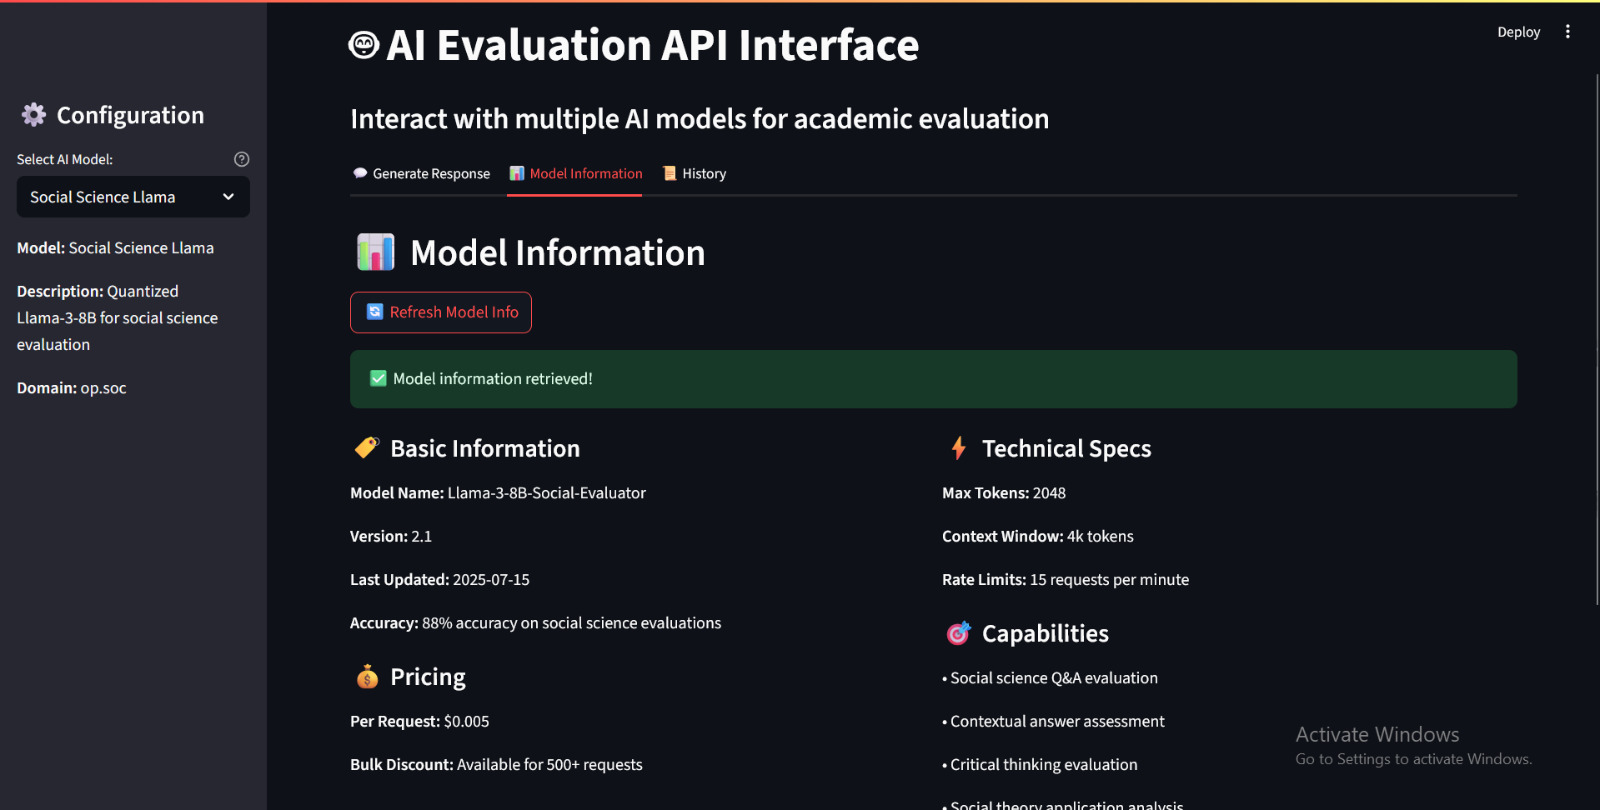 Deploy
AI Evaluation API Interface
Configuration
Select AI Model:
Social Science Llama
Model: Social Science Llama
Description: Quantized
Llama-3-8B for social science
evaluation
Domain: op.soc
Interact with multiple AI models for academic evaluation
Generate Response
Model Information
History
Model Information
Refresh Model Info
Model information retrieved!
Basic Information
Model Name: Llama-3-8B-Social-Evaluator
Version: 2.1
Last Updated: 2025-07-15
Accuracy: 88% accuracy on social science evaluations
Pricing
Per Request: $0.005
Bulk Discount: Available for 500+ requests
Technical Specs
Max Tokens: 2048
Context Window: 4k tokens
Rate Limits: 15 requests per minute
Capabilities
• Social science Q&A evaluation
• Contextual answer assessment
• Critical thinking evaluation
• Social theory application analysis
Activate Windows
Go to Settings to activate Windows.